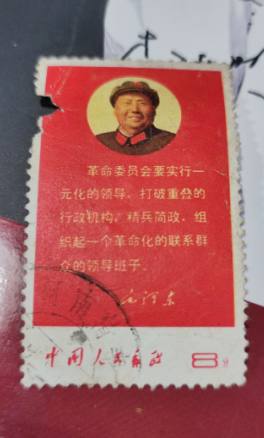 革命委员会要实行一
元化的领导，打破重叠的
行政机构，精兵简政，组
织起一个革命化的联系群
众的领导班子。
毛泽东
中国人民邮政 8分